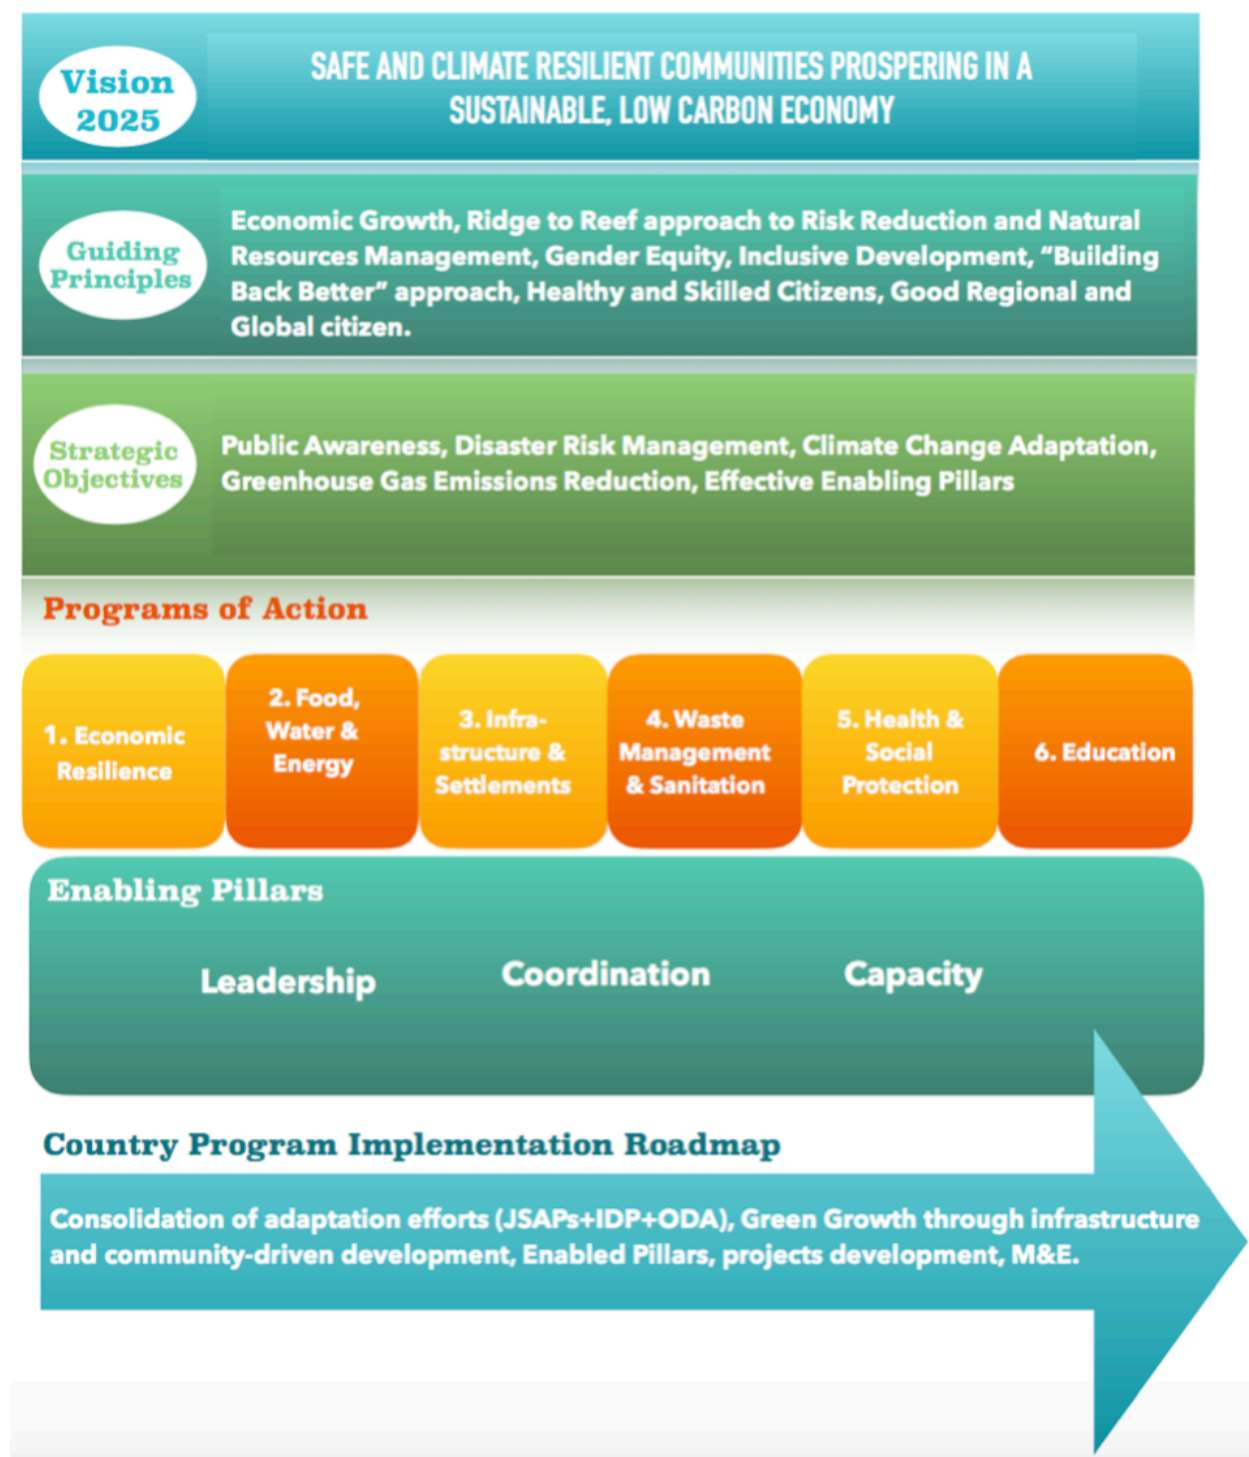 Vision
2025
SAFE AND CLIMATE RESILIENT COMMUNITIES PROSPERING IN A
SUSTAINABLE, LOW CARBON ECONOMY
Guiding
Principles
Economic Growth, Ridge to Reef approach to Risk Reduction and Natural
Resources Management, Gender Equity, Inclusive Development, “Building
Back Better” approach, Healthy and Skilled Citizens, Good Regional and
Global citizen.
Strategic
Objectives
Public Awareness, Disaster Risk Management, Climate Change Adaptation,
Greenhouse Gas Emissions Reduction, Effective Enabling Pillars
Programs of Action
1. Economic
Resilience
2. Food,
Water &
Energy
3. Infra-
structure &
Settlements
4. Waste
Management
& Sanitation
5. Health &
Social
Protection
6. Education
Enabling Pillars
Leadership
Coordination
Capacity
Country Program Implementation Roadmap
Consolidation of adaptation efforts (JSAPs+IDP+ODA), Green Growth through infrastructure
and community-driven development, Enabled Pillars, projects development, M&E.